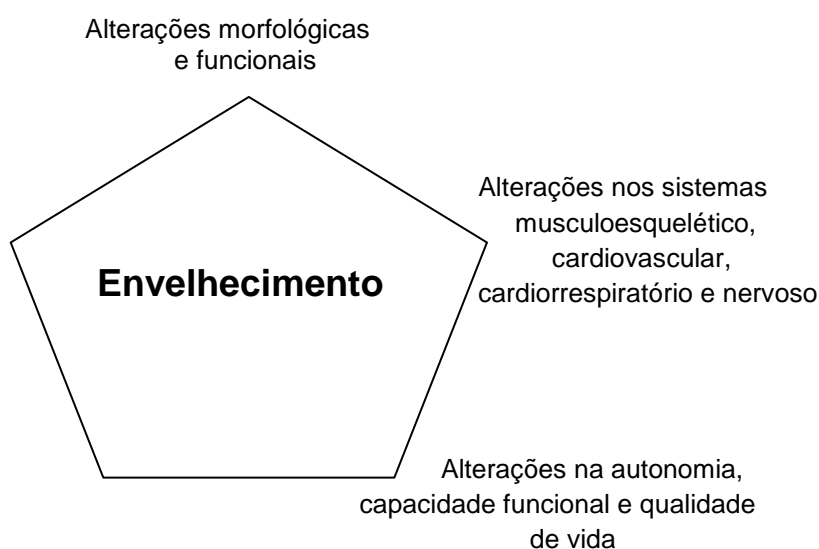 Alterações morfológicas
e funcionais
Alterações nos sistemas
musculoesquelético,
cardiovascular,
cardiorrespiratório e nervoso
Envelhecimento
Alterações na autonomia,
capacidade funcional e qualidade
de vida